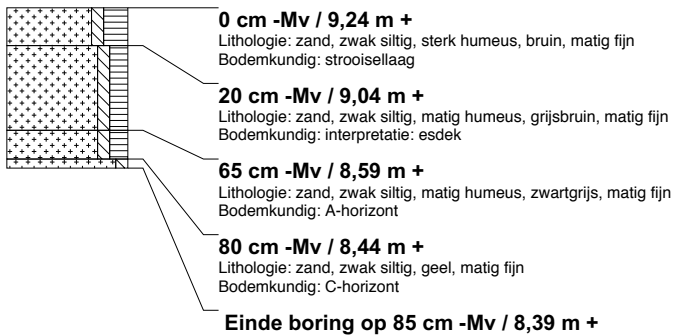 0 cm -Mv / 9,24 m +
Lithologie: zand, zwak siltig, sterk humeus, bruin, matig fijn
Bodemkundig: strooisellaag
20 cm -Mv / 9,04 m +
Lithologie: zand, zwak siltig, matig humeus, grijsbruin, matig fijn
Bodemkundig: interpretatie: esdek
65 cm -Mv / 8,59 m +
Lithologie: zand, zwak siltig, matig humeus, zwartgrijs, matig fijn
Bodemkundig: A-horizont
80 cm -Mv / 8,44 m +
Lithologie: zand, zwak siltig, geel, matig fijn
Bodemkundig: C-horizont
Einde boring op 85 cm -Mv / 8,39 m +